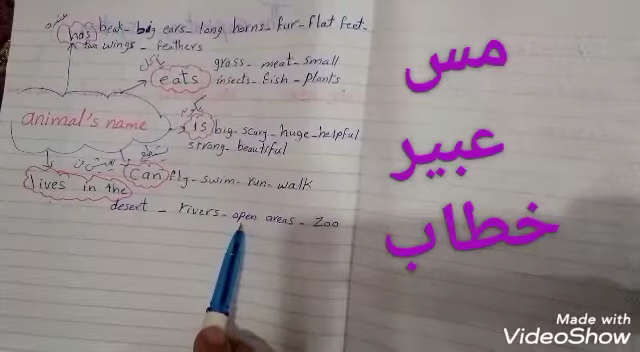 has beak - big ears - long horns - fur - flat feet -
two wings - feathers
يأكل
eats grass - meat - small
insects - fish - plants
animal's name
is big - scary - huge - helpful
strong - beautiful
can fly - swim - run - walk
lives in the
desert - rivers - open areas - Zoo
مس
عبير
خطاب
Made with
VideoShow